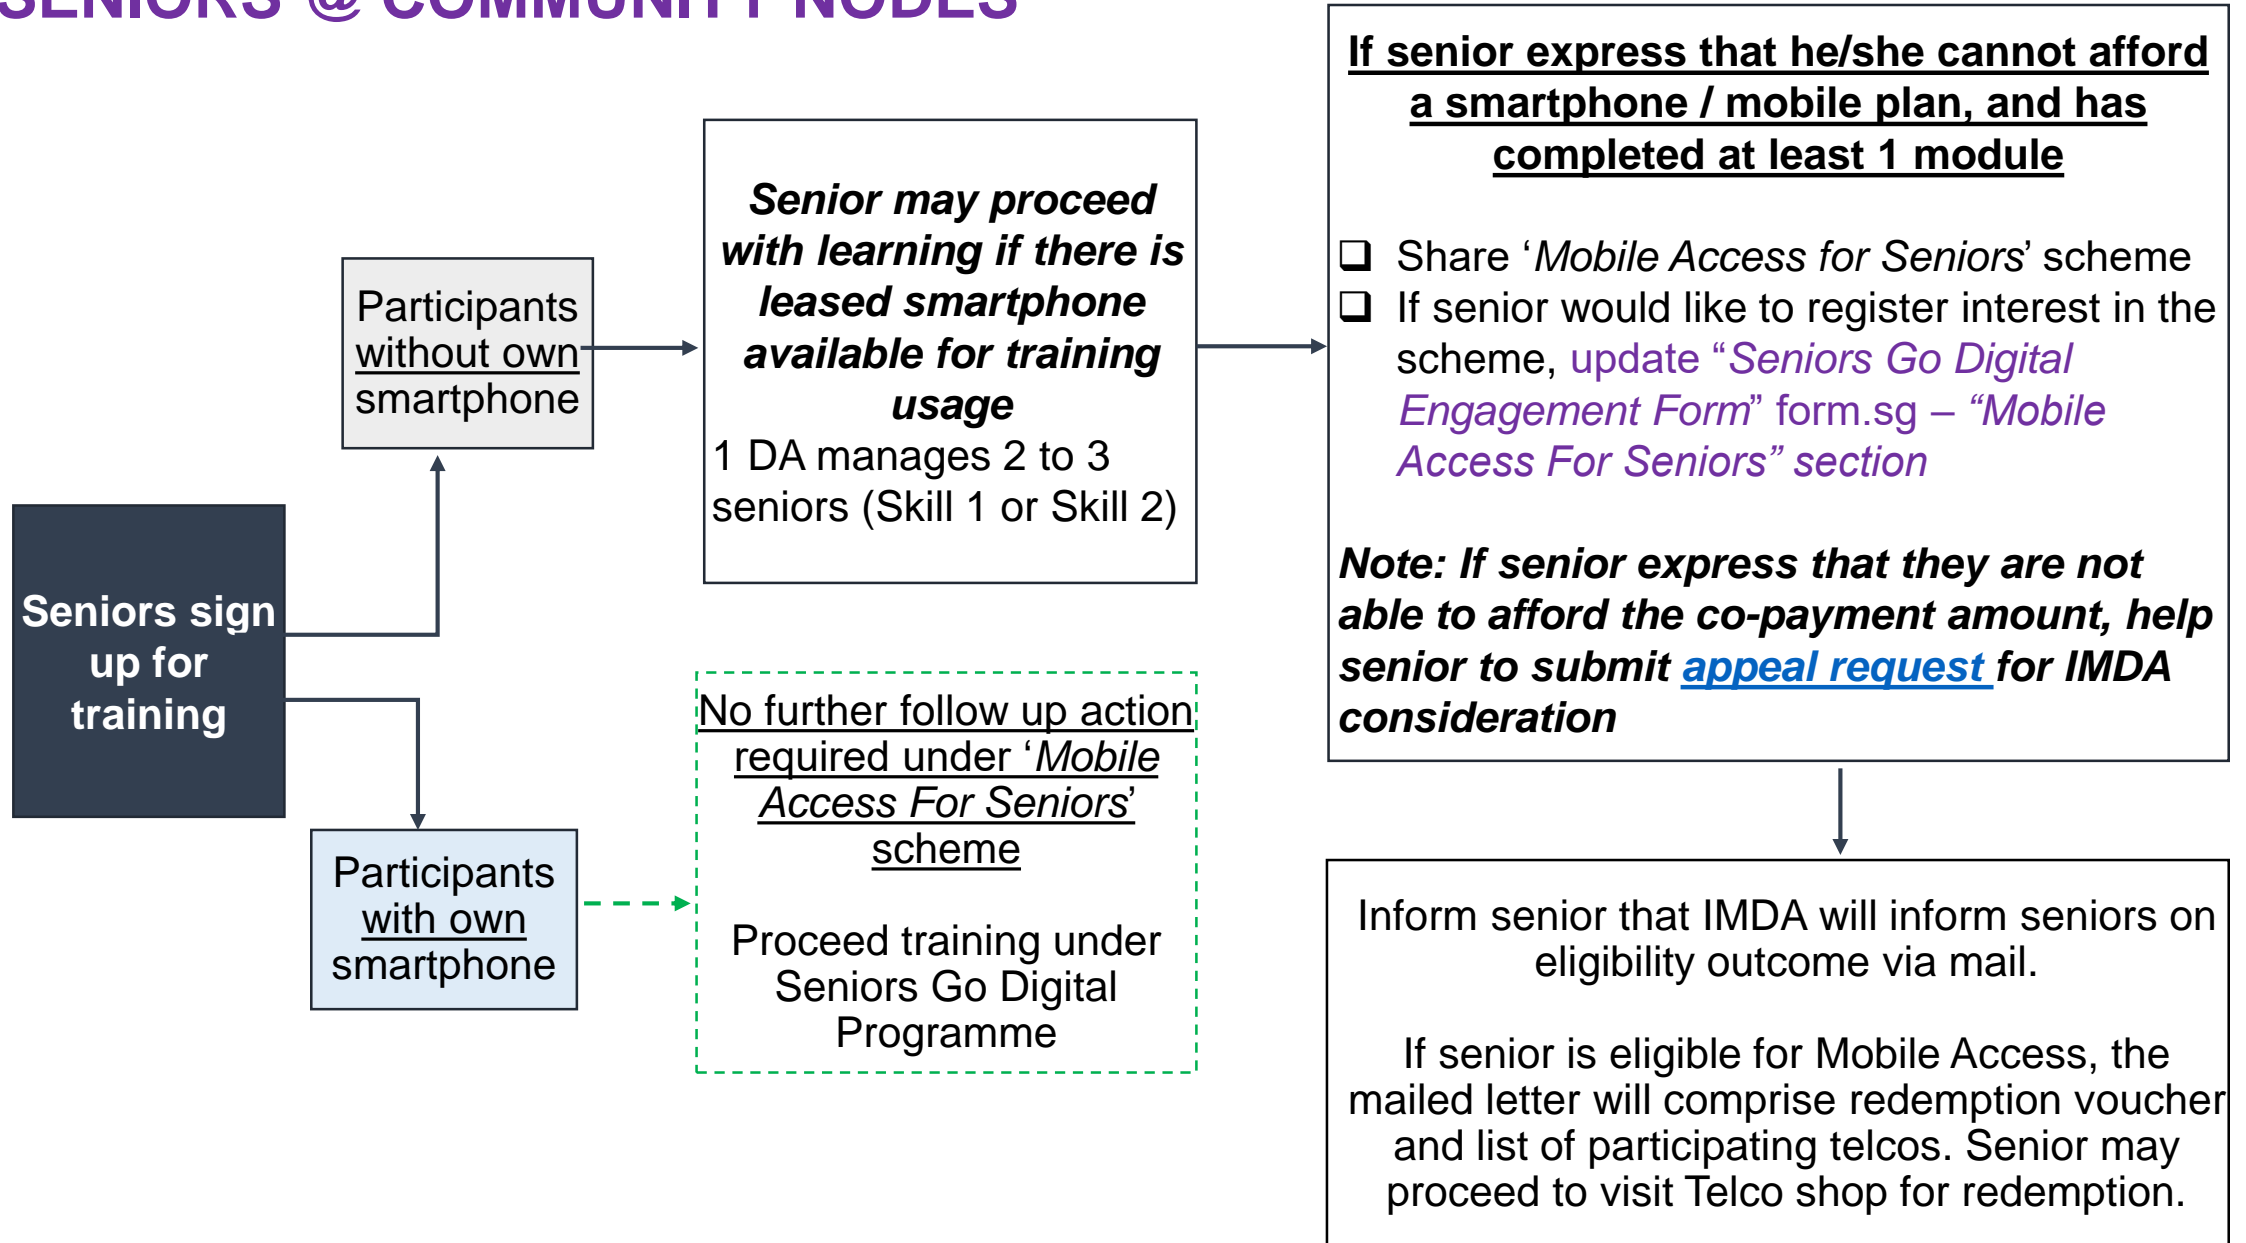 SENIORS @ COMMUNITY NODES
Seniors sign
up for
training
Participants
without own
smartphone
Senior may proceed
with learning if there is
leased smartphone
available for training
usage
1 DA manages 2 to 3
seniors (Skill 1 or Skill 2)
If senior express that he/she cannot afford
a smartphone / mobile plan, and has
completed at least 1 module
❑ Share ‘Mobile Access for Seniors’ scheme
❑ If senior would like to register interest in the
scheme, update “Seniors Go Digital
Engagement Form” form.sg – “Mobile
Access For Seniors” section
Note: If senior express that they are not
able to afford the co-payment amount, help
senior to submit appeal request for IMDA
consideration
Participants
with own
smartphone
No further follow up action
required under ‘Mobile
Access For Seniors’
scheme
Proceed training under
Seniors Go Digital
Programme
Inform senior that IMDA will inform seniors on
eligibility outcome via mail.
If senior is eligible for Mobile Access, the
mailed letter will comprise redemption voucher
and list of participating telcos. Senior may
proceed to visit Telco shop for redemption.